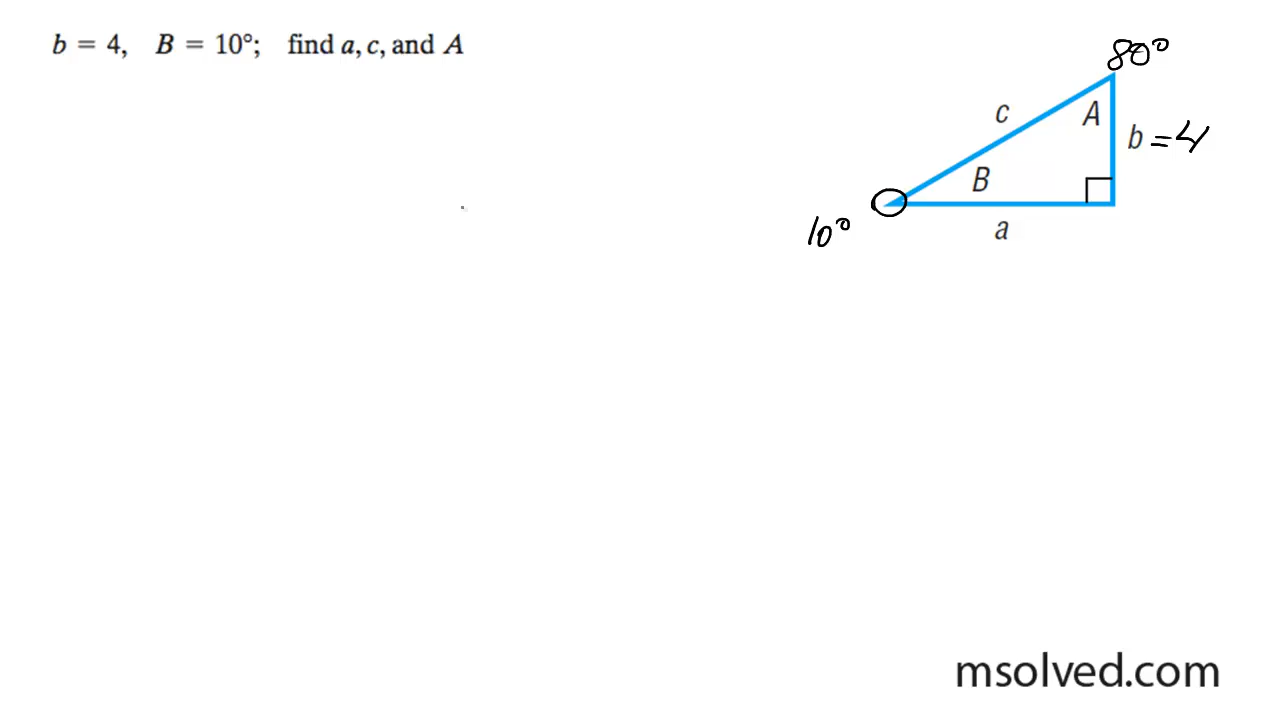 b = 4, B = 10°; find a, c, and A
80°
c
A
b = 4
B
10°
a
msolved.com